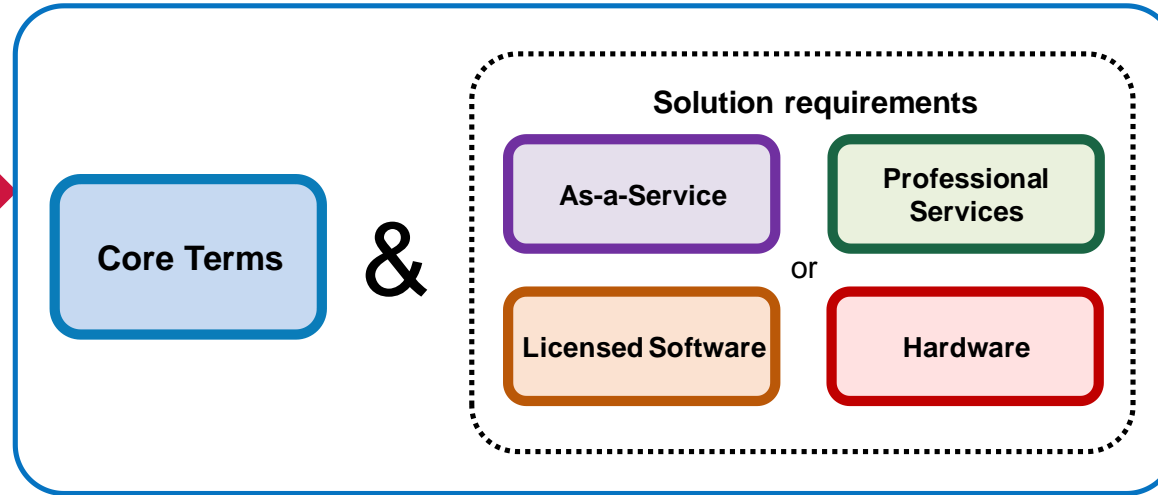 Solution requirements
As-a-Service
Professional
Services
Core Terms
&
or
Licensed Software
Hardware